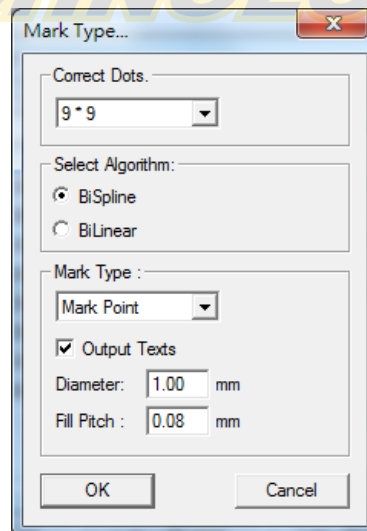 Mark Type...
Correct Dots.
9 * 9
Select Algorithm:
BiSpline
BiLinear
Mark Type :
Mark Point
Output Texts
Diameter: 1.00 mm
Fill Pitch : 0.08 mm
OK Cancel